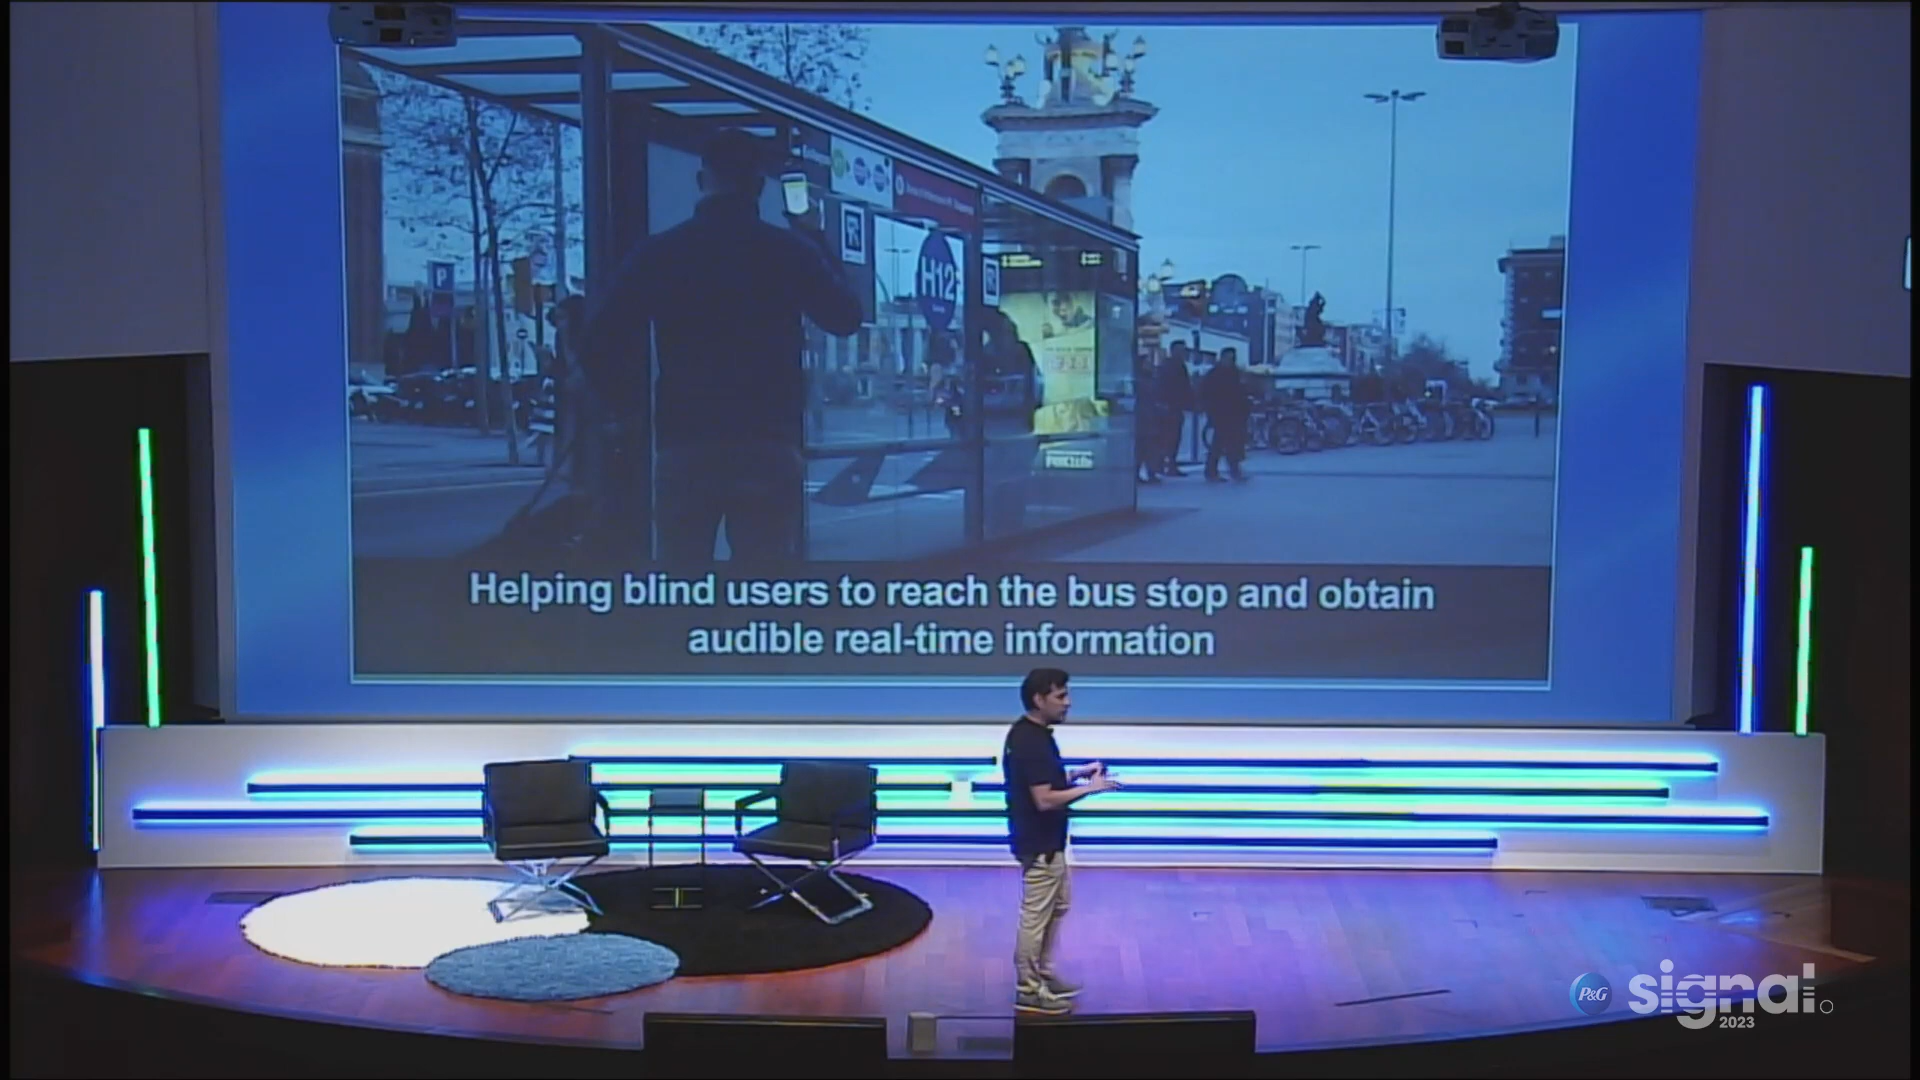 P
H12
Helping blind users to reach the bus stop and obtain
audible real-time information
P&G
signal.
2023